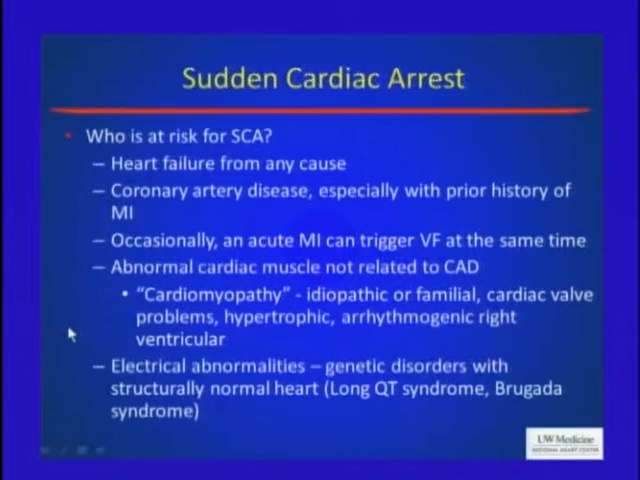 Sudden Cardiac Arrest
• Who is at risk for SCA?
– Heart failure from any cause
– Coronary artery disease, especially with prior history of
MI
– Occasionally, an acute MI can trigger VF at the same time
– Abnormal cardiac muscle not related to CAD
• “Cardiomyopathy” - idiopathic or familial, cardiac valve
problems, hypertrophic, arrhythmogenic right
ventricular
– Electrical abnormalities – genetic disorders with
structurally normal heart (Long QT syndrome, Brugada
syndrome)
UW Medicine
REGIONAL HEART CENTER